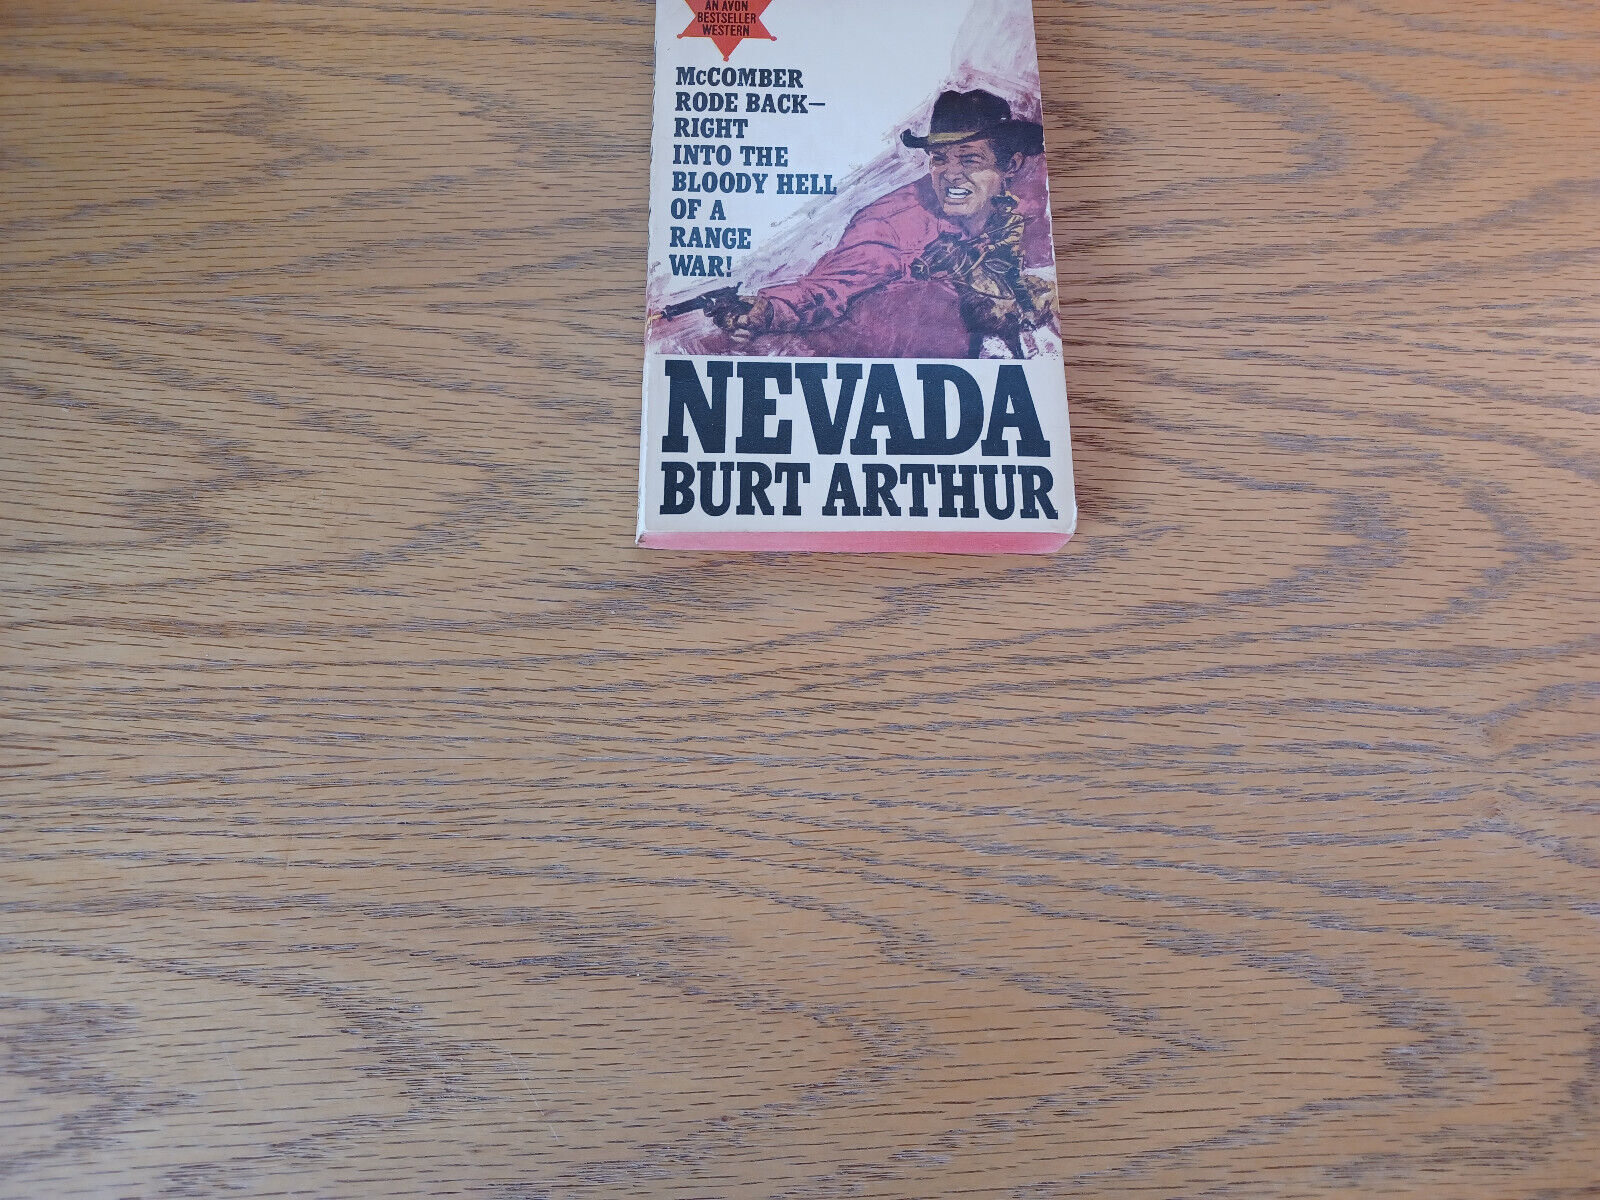 AN AVON
BESTSELLER
WESTERN
McCOMBER
RODE BACK—
RIGHT
INTO THE
BLOODY HELL
OF A
RANGE
WAR!
NEVADA
BURT ARTHUR